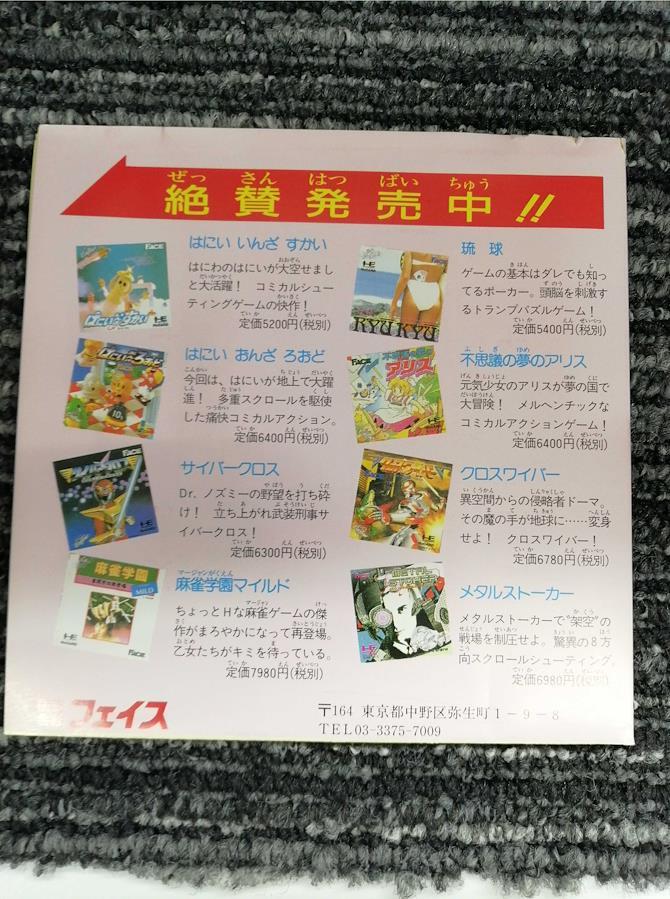 絶賛発売中!!
はにい いんざ すかい
はにわのはにいが大空せまし
と大活躍! コミカルシュー
ティングゲームの快作!
定価5200円(税別)
はにい おんざ ろおど
今回は、はにいが地上で大躍
進! 多重スクロールを駆使
した痛快コミカルアクション。
定価6400円(税別)
サイバークロス
Dr. ノズミーの野望を打ち砕
け! 立ち上がれ武装刑事サ
イバークロス!
定価6300円(税別)
麻雀学園マイルド
ちょっとHな麻雀ゲームの傑
作がまろやかになって再登場。
乙女たちがキミを待っている。
定価7980円(税別)
琉球
ゲームの基本はダレでも知っ
てるポーカー。頭脳を刺激す
るトランプパズルゲーム!
定価5400円(税別)
不思議の夢のアリス
元気少女のアリスが夢の国で
大冒険! メルヘンチックな
コミカルアクションゲーム!
定価6400円(税別)
クロスワイバー
異空間からの侵略者ドーマ。
その魔の手が地球に……変身
せよ! クロスワイバー!
定価6780円(税別)
メタルストーカー
メタルストーカーで“架空”の
戦場を制圧せよ。驚異の8方
向スクロールシューティング。
定価6980円(税別)
FACE
RYUKYU
麻雀学園
MILD
フェイス
〒164 東京都中野区弥生町1-9-8
TEL03-3375-7009